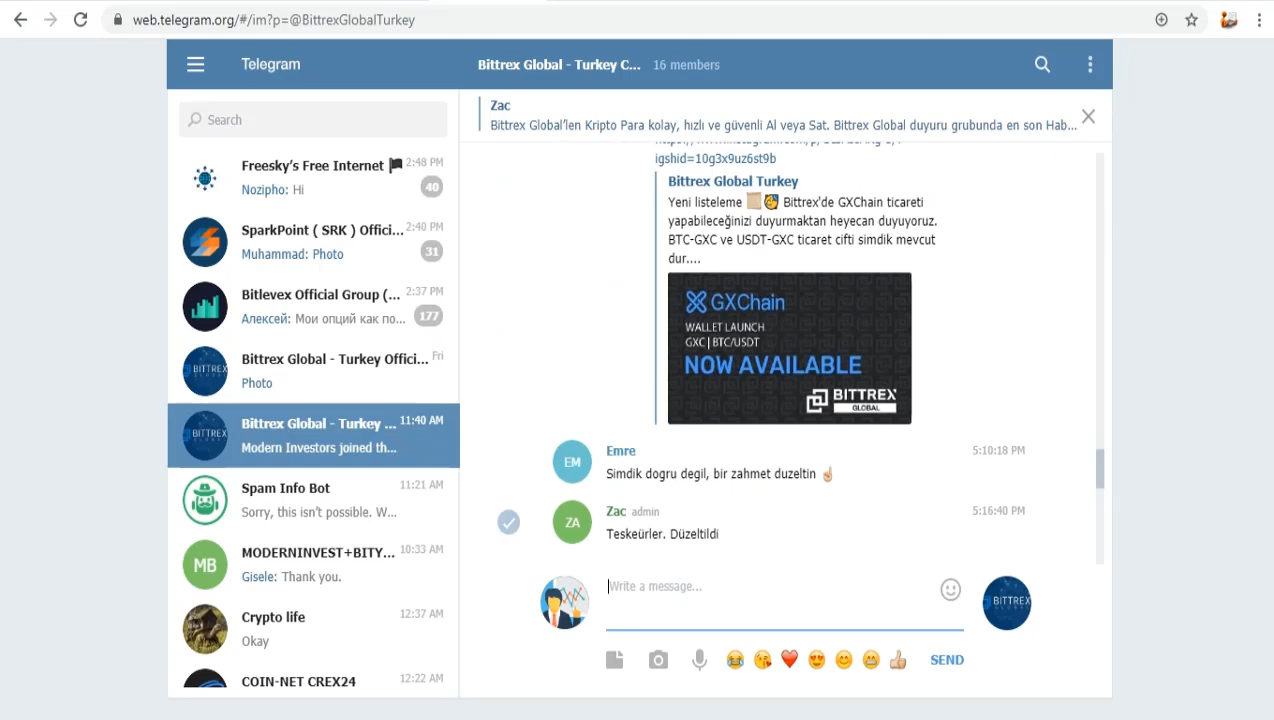 web.telegram.org/#/im?p=@BittrexGlobalTurkey
Telegram
Bittrex Global - Turkey C... 16 members
Search
Freesky's Free Internet 🏴 2:48 PM
Nozipho: Hi 40
SparkPoint ( SRK ) Offici... 2:40 PM
Muhammad: Photo 31
Bitlevex Official Group (... 2:37 PM
Алексей: Мои опций как по... 177
Bittrex Global - Turkey Offici... Fri
Photo
BITTREX
Bittrex Global - Turkey ... 11:40 AM
Modern Investors joined th...
BITTREX
Spam Info Bot 11:21 AM
Sorry, this isn't possible. W...
MB
MODERNINVEST+BITY... 10:33 AM
Gisele: Thank you.
Crypto life 12:37 AM
Okay
COIN-NET CREX24 12:22 AM
Zac
Bittrex Global'len Kripto Para kolay, hızlı ve güvenli Al veya Sat. Bittrex Global duyuru grubunda en son Hab...
igshid=10g3x9uz6st9b
Bittrex Global Turkey
Yeni listeleme 📜🥳 Bittrex'de GXChain ticareti
yapabileceğinizi duyurmaktan heyecan duyuyoruz.
BTC-GXC ve USDT-GXC ticaret cifti simdik mevcut
dur....
GXChain
WALLET LAUNCH
GXC | BTC/USDT
NOW AVAILABLE
BITTREX
GLOBAL
EM
Emre 5:10:18 PM
Simdik dogru degil, bir zahmet duzeltin ☝🏼
ZA
Zac admin 5:16:40 PM
Teskeürler. Düzeltildi
Write a message...
BITTREX
SEND